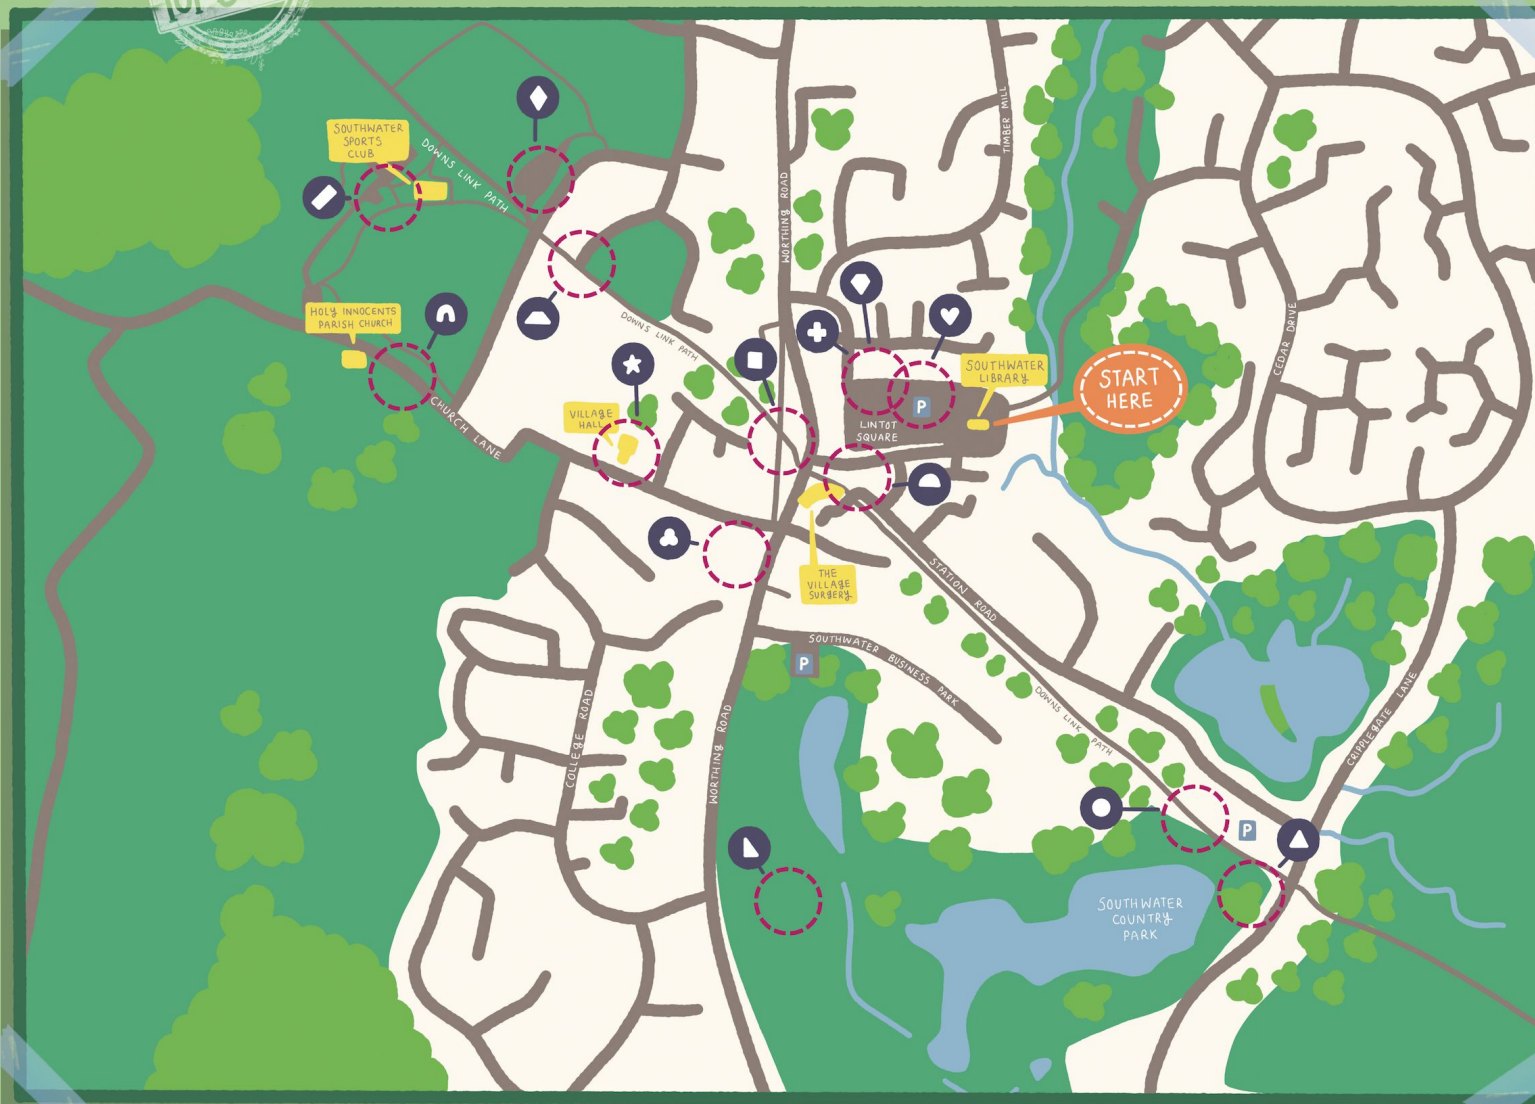 SOUTHWATER
SPORTS
CLUB
DOWNS LINK PATH
TIMBER MILL
WORTHING ROAD
HOLY INNOCENTS
PARISH CHURCH
DOWNS LINK PATH
CEDAR DRIVE
SOUTHWATER
LIBRARY
START
HERE
CHURCH LANE
VILLAGE
HALL
P
LINTOT
SQUARE
THE
VILLAGE
SURGERY
STATION ROAD
SOUTHWATER BUSINESS PARK
P
COLLEGE ROAD
WORTHING ROAD
DOWNS LINK PATH
CRIPPLEGATE LANE
P
SOUTHWATER
COUNTRY
PARK